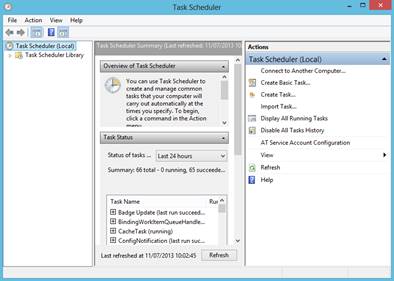 Task Scheduler
File Action View Help
Task Scheduler (Local)
Task Scheduler Library
Task Scheduler Summary (Last refreshed: 11/07/2013 10:02
Overview of Task Scheduler
You can use Task Scheduler to
create and manage common
tasks that your computer will
carry out automatically at the
times you specify. To begin,
click a command in the Action
menu
Task Status
Status of tasks ... Last 24 hours
Summary: 66 total - 0 running, 65 succeede...
Task Name Ru
Badge Update (last run succeed...
BindingWorkItemQueueHandle...
CacheTask (running)
ConfigNotification (last run suc...
Last refreshed at 11/07/2013 10:02:45 Refresh
Actions
Task Scheduler (Local)
Connect to Another Computer...
Create Basic Task...
Create Task...
Import Task...
Display All Running Tasks
Disable All Tasks History
AT Service Account Configuration
View
Refresh
Help